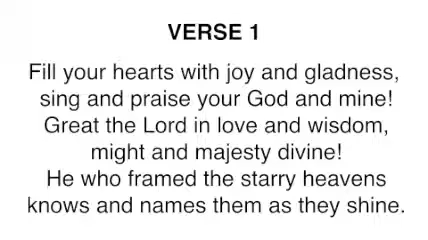 VERSE 1
Fill your hearts with joy and gladness,
sing and praise your God and mine!
Great the Lord in love and wisdom,
might and majesty divine!
He who framed the starry heavens
knows and names them as they shine.